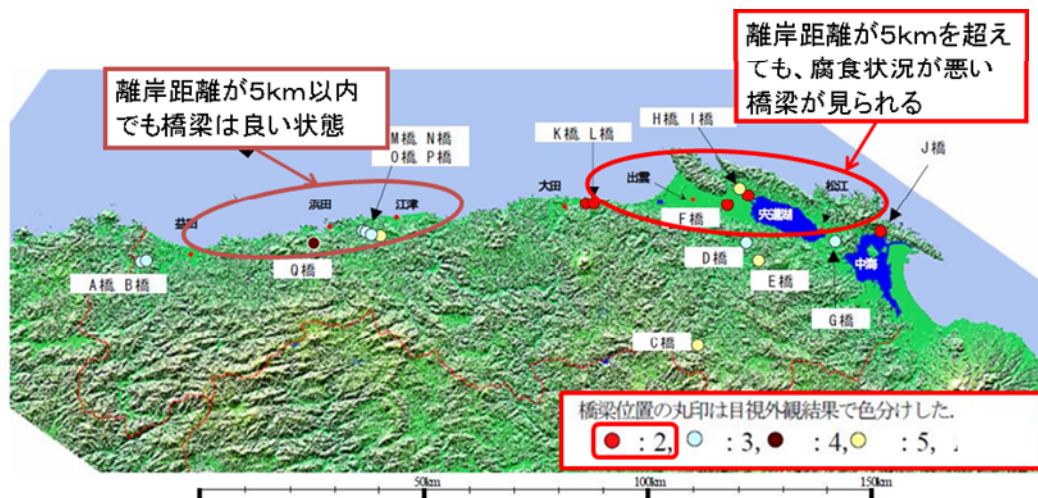 離岸距離が5kmを超え
ても、腐食状況が悪い
橋梁が見られる
離岸距離が5km以内
でも橋梁は良い状態
M橋、N橋
O橋、P橋
K橋、L橋
H橋、I橋
J橋
大田
出雲
松江
浜田
江津
益田
F橋
宍道湖
中海
Q橋
D橋
E橋
A橋、B橋
G橋
C橋
橋梁位置の丸印は目視外観結果で色分けした.
: 2, : 3, : 4, : 5,
50km
100km
150km